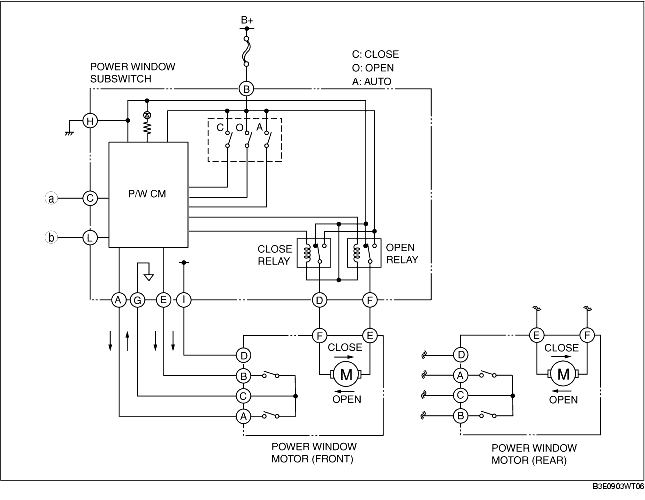 B+
C: CLOSE
O: OPEN
A: AUTO
POWER WINDOW
SUBSWITCH
B
H
C O A
P/W CM
a C
b L
CLOSE
RELAY
OPEN
RELAY
A G E I D F
F E
CLOSE
M
OPEN
D
B
C
A
POWER WINDOW
MOTOR (FRONT)
E F
CLOSE
M
OPEN
D
A
C
B
POWER WINDOW
MOTOR (REAR)
B3E0903WT06